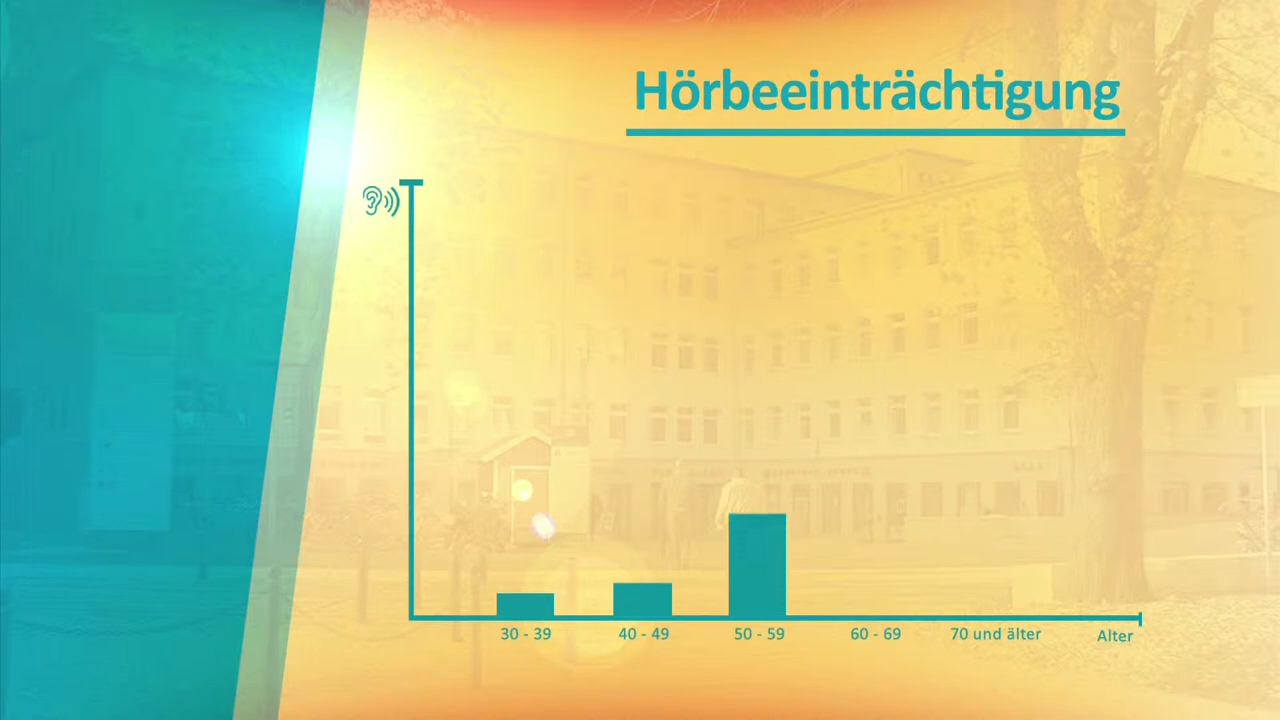 Hörbeeinträchtigung
30 - 39
40 - 49
50 - 59
60 - 69
70 und älter
Alter